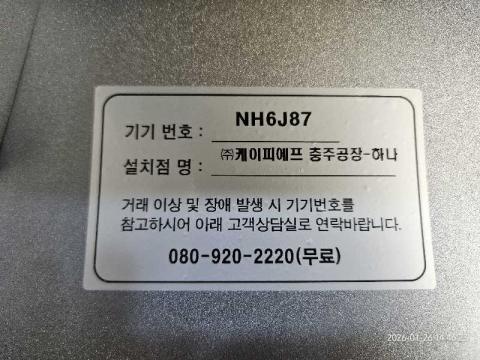 기기 번호 : NH6J87
설치점 명 : ㈜케이피에프 충주공장-하나
거래 이상 및 장애 발생 시 기기번호를
참고하시어 아래 고객상담실로 연락바랍니다.
080-920-2220(무료)